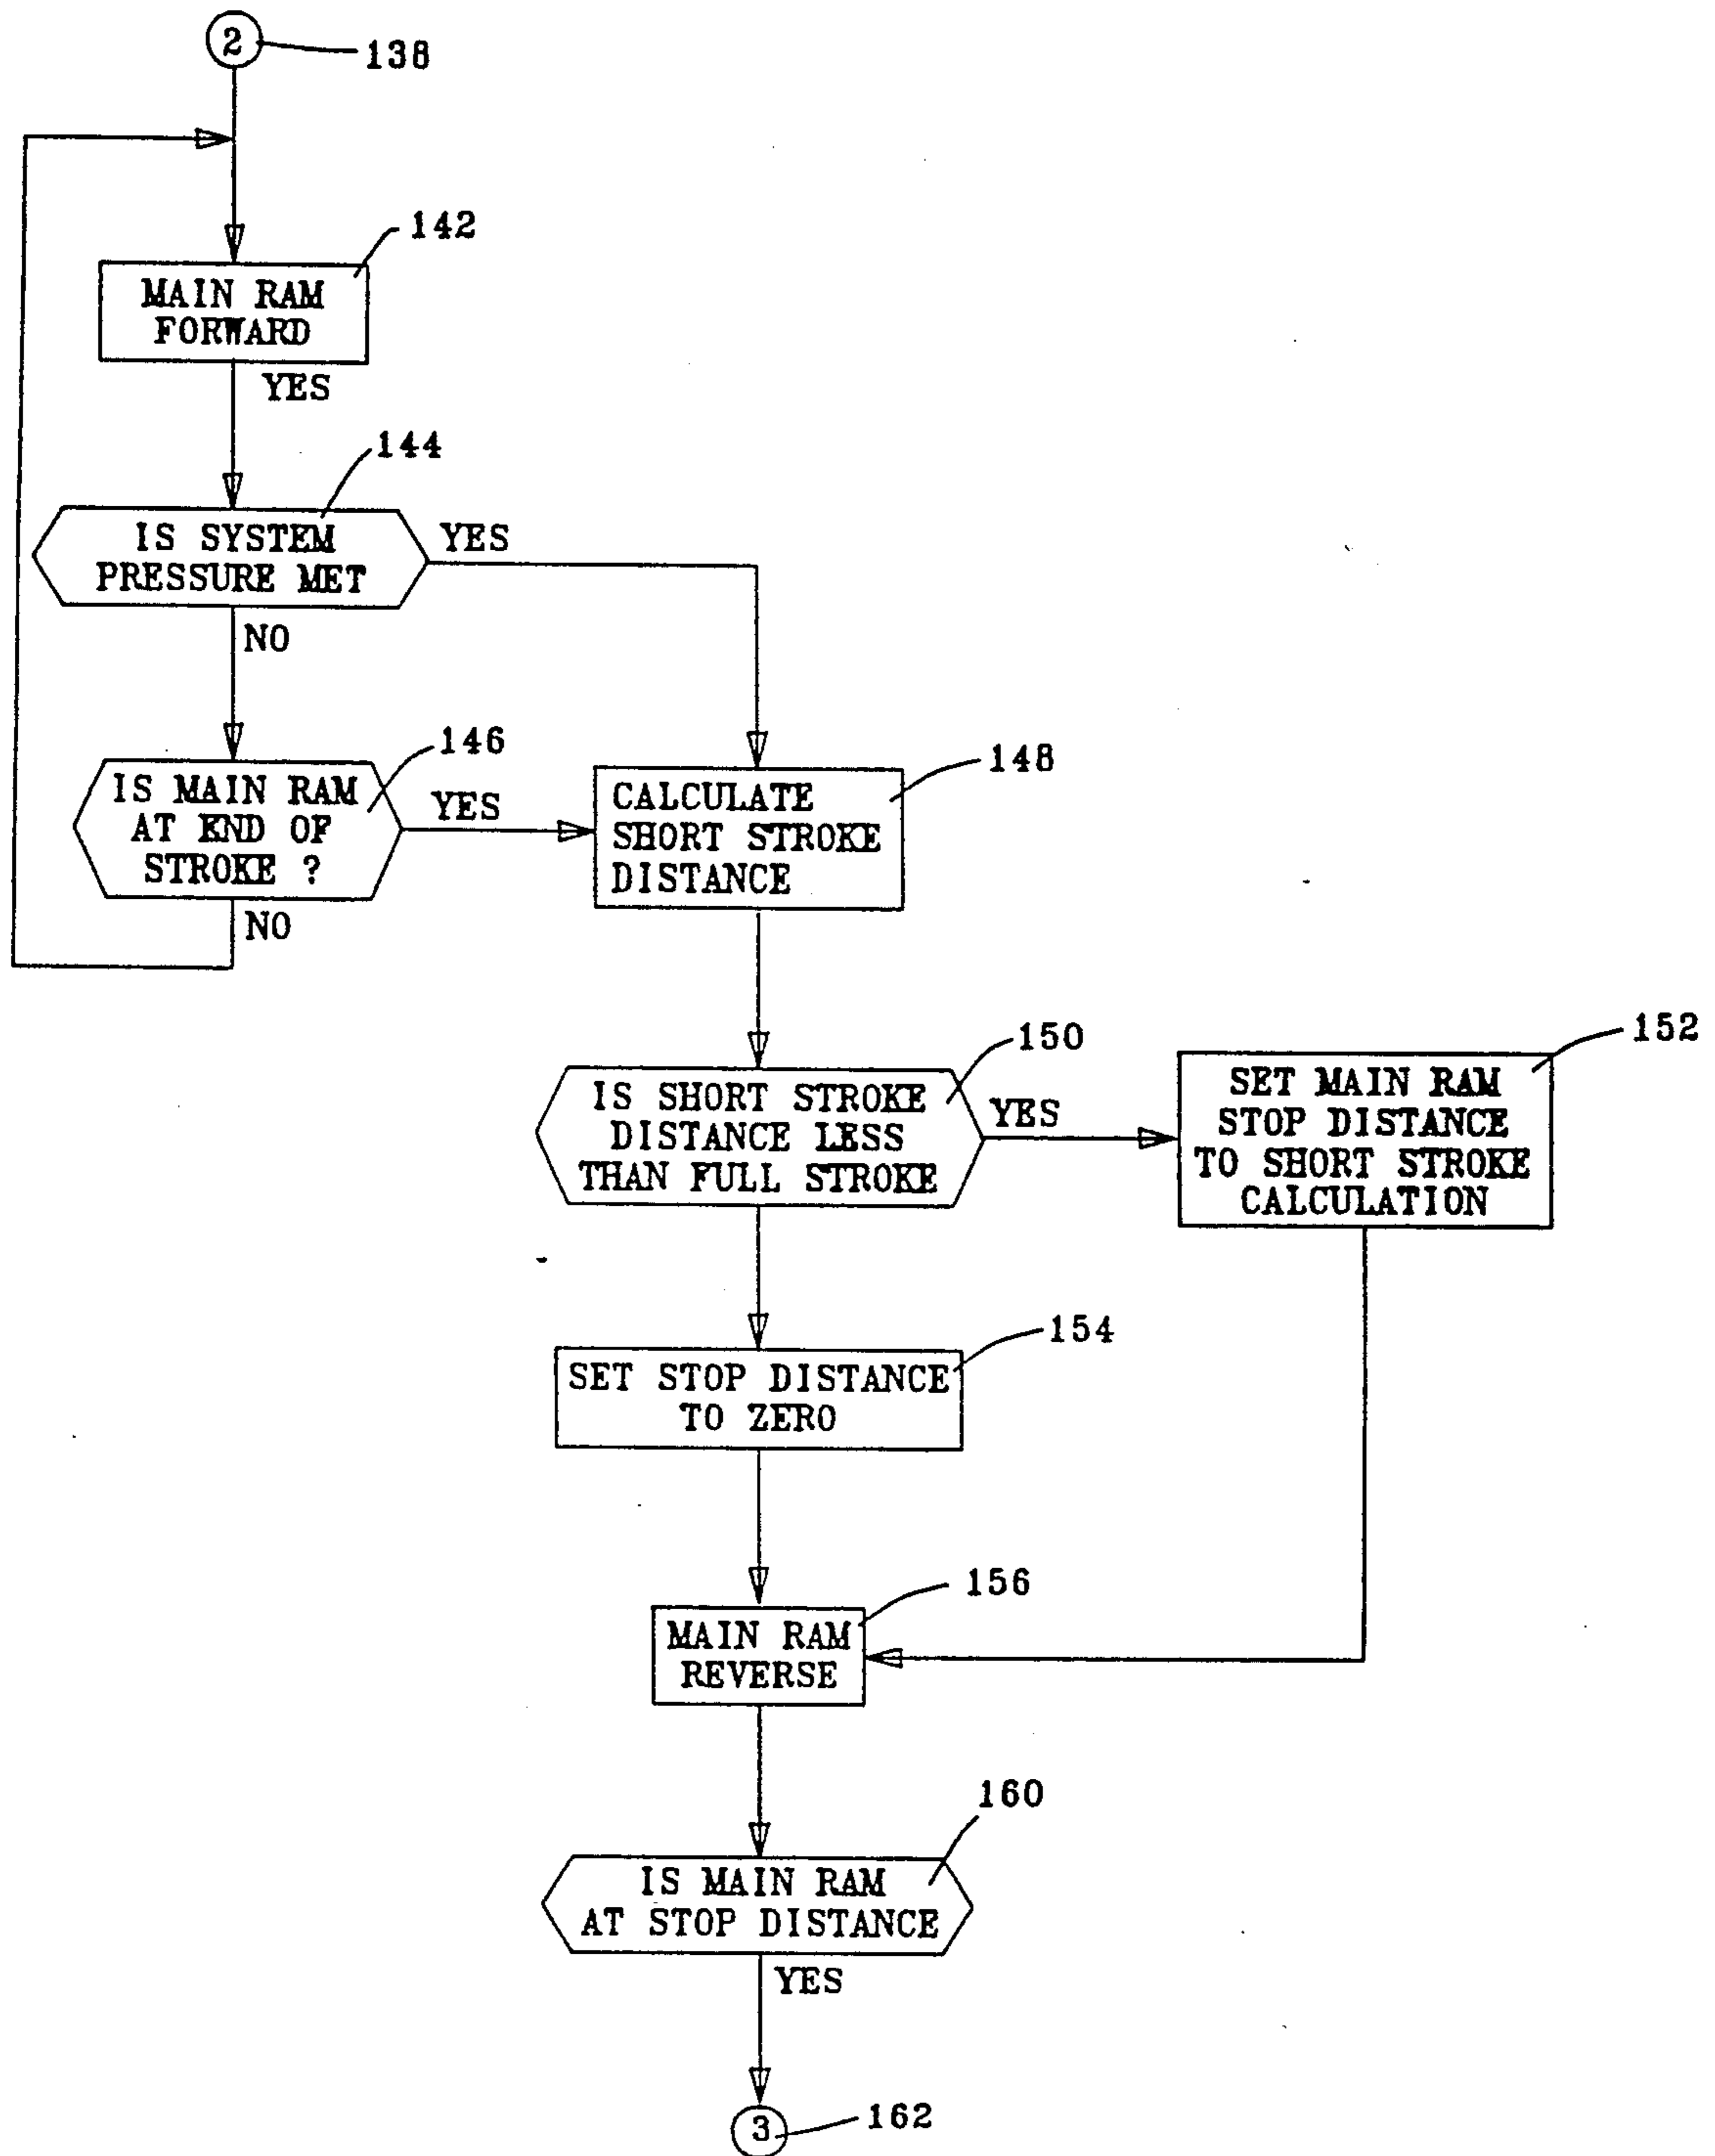 2
138
142
MAIN RAM
FORWARD
YES
144
IS SYSTEM
PRESSURE MET
YES
NO
146
IS MAIN RAM
AT END OF
STROKE ?
YES
NO
148
CALCULATE
SHORT STROKE
DISTANCE
150
IS SHORT STROKE
DISTANCE LESS
THAN FULL STROKE
YES
152
SET MAIN RAM
STOP DISTANCE
TO SHORT STROKE
CALCULATION
154
SET STOP DISTANCE
TO ZERO
156
MAIN RAM
REVERSE
160
IS MAIN RAM
AT STOP DISTANCE
YES
3
162